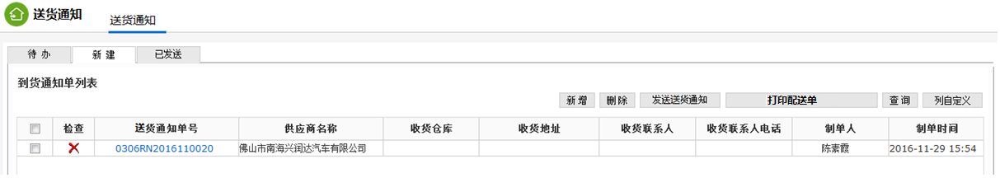 送货通知 送货通知
待 办 新 建 已发送
到货通知单列表
新 增 删 除 发送送货通知 打印配送单 查 询 列自定义
检查 送货通知单号 供应商名称 收货仓库 收货地址 收货联系人 收货联系人电话 制单人 制单时间
0306RN2016110020 佛山市南海兴润达汽车有限公司 陈素霞 2016-11-29 15:54